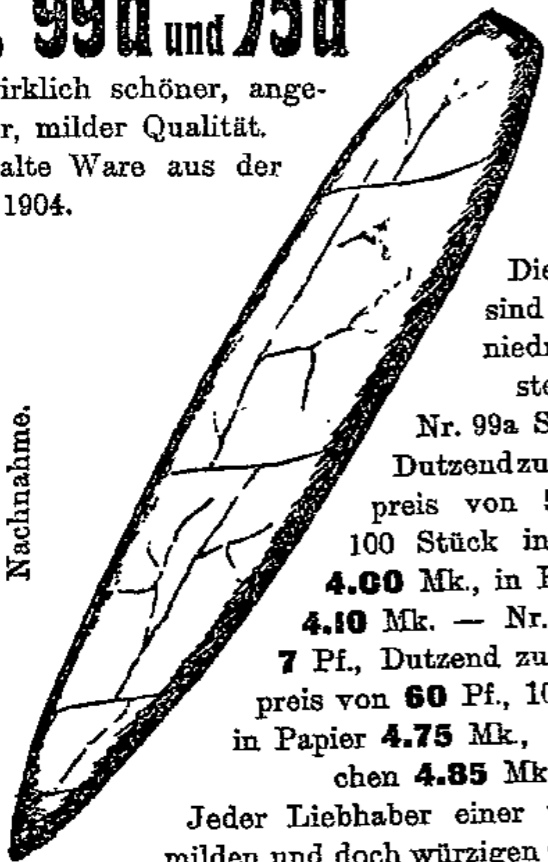 99a und 75a
irklich schöner, ange-
r, milder Qualität.
alte Ware aus der
1904.
Nachnahme.
Die
sind
niedr
ste
Nr. 99a S
Dutzend zu
preis von
100 Stück in
4.00 Mk., in
4.10 Mk. — Nr.
7 Pf., Dutzend zu
preis von 60 Pf., 10
in Papier 4.75 Mk.,
chen 4.85 Mk
Jeder Liebhaber einer
milden und doch würzigen